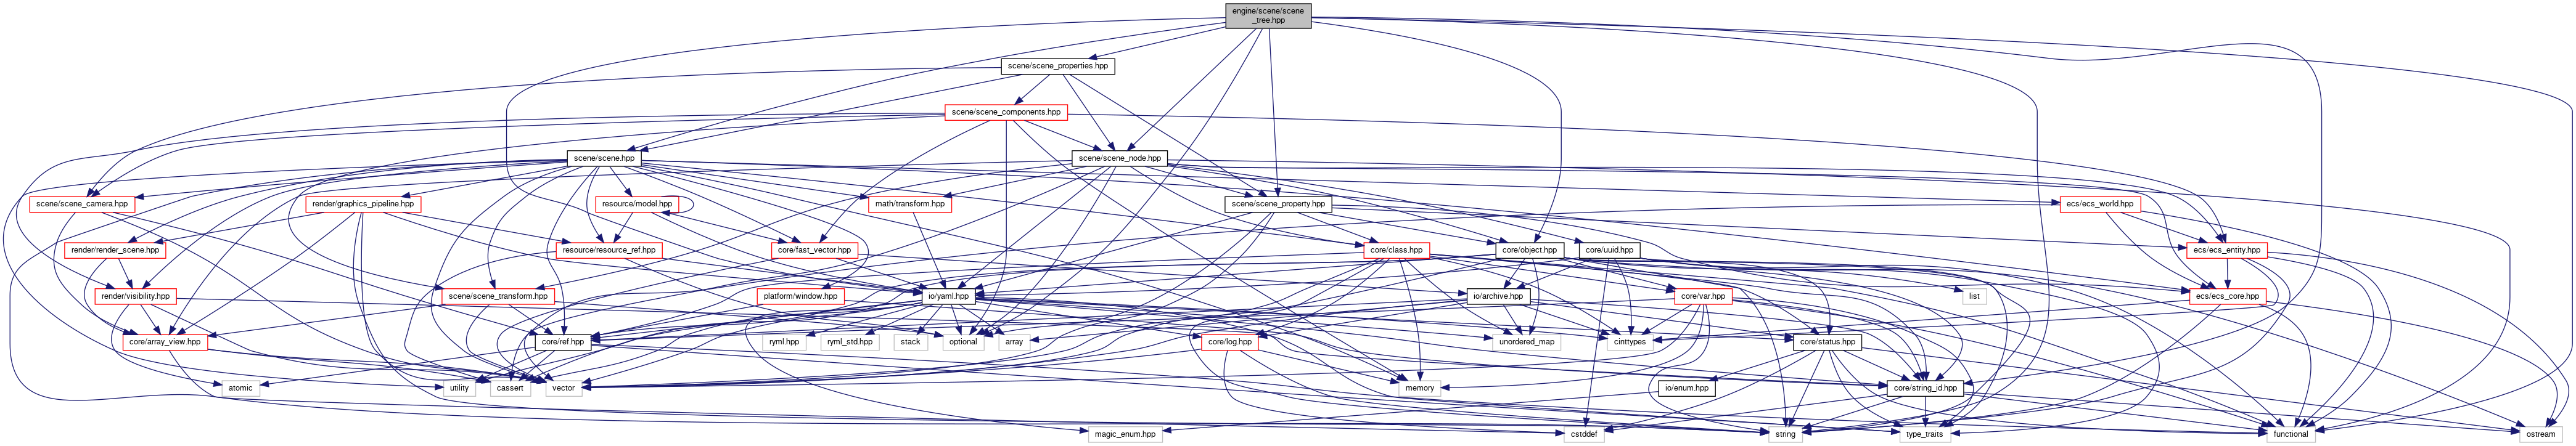 engine/scene/scene
_tree.hpp
scene/scene_properties.hpp
scene/scene_components.hpp
scene/scene.hpp
scene/scene_node.hpp
scene/scene_camera.hpp
render/graphics_pipeline.hpp
resource/model.hpp
math/transform.hpp
scene/scene_property.hpp
ecs/ecs_world.hpp
render/render_scene.hpp
resource/resource_ref.hpp
core/fast_vector.hpp
core/class.hpp
core/object.hpp
core/uuid.hpp
ecs/ecs_entity.hpp
render/visibility.hpp
scene/scene_transform.hpp
platform/window.hpp
io/yaml.hpp
io/archive.hpp
core/var.hpp
list
ecs/ecs_core.hpp
core/array_view.hpp
core/ref.hpp
ryml.hpp
ryml_std.hpp
stack
optional
array
core/log.hpp
unordered_map
cinttypes
core/status.hpp
atomic
utility
cassert
vector
memory
io/enum.hpp
core/string_id.hpp
magic_enum.hpp
cstddef
string
type_traits
functional
ostream